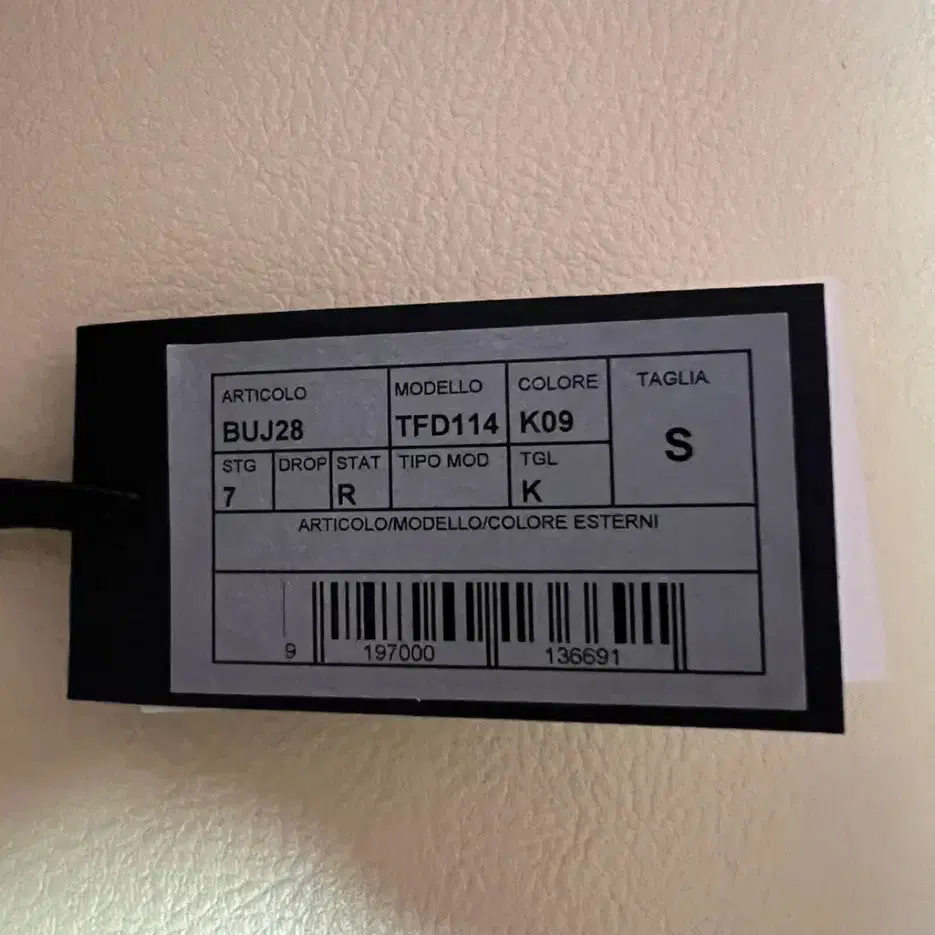 ARTICOLO MODELLO COLORE TAGLIA
BUJ28 TFD114 K09 S
STG DROP STAT TIPO MOD TGL
7 R K
ARTICOLO/MODELLO/COLORE ESTERNI
9 197000 136691